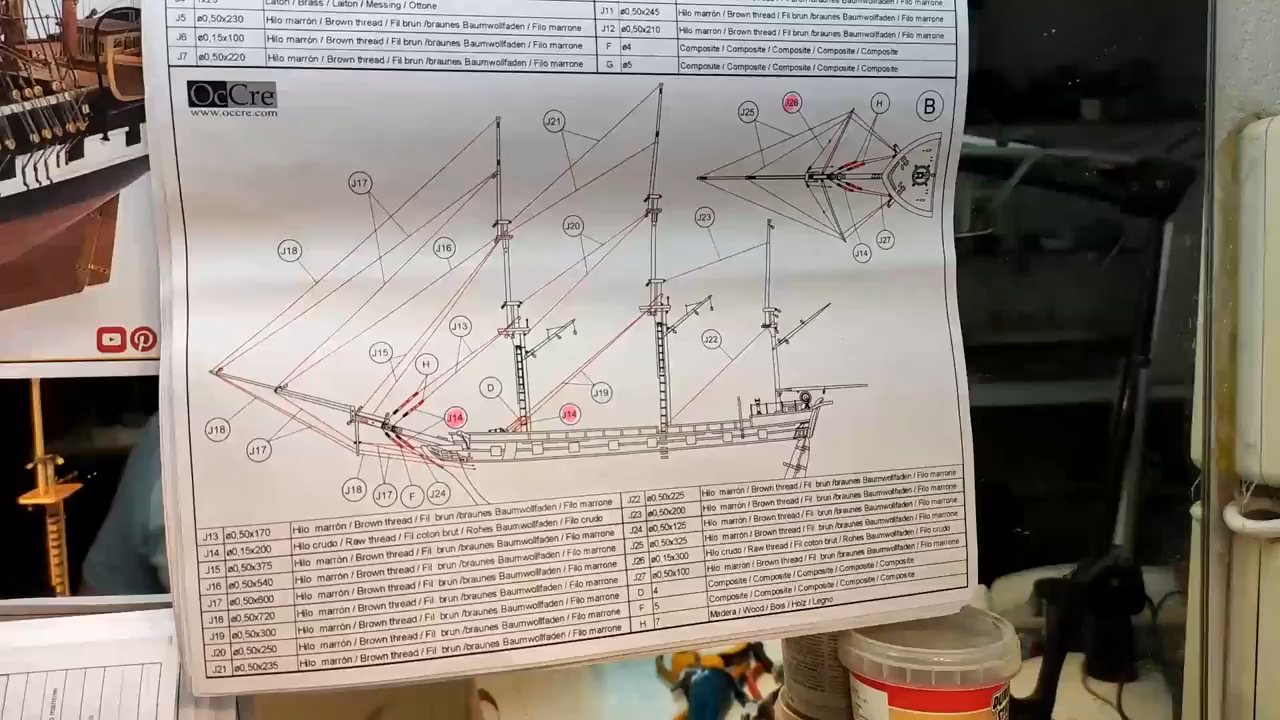 Latón / Brass / Laiton / Messing / Ottone
J5 ø0,50x230 Hilo marrón / Brown thread / Fil brun /braunes Baumwollfaden / Filo marrone
J6 ø0,15x100 Hilo marrón / Brown thread / Fil brun /braunes Baumwollfaden / Filo marrone
J7 ø0,50x220 Hilo marrón / Brown thread / Fil brun /braunes Baumwollfaden / Filo marrone
J11 ø0,50x245 Hilo marrón / Brown thread / Fil brun /braunes Baumwollfaden / Filo marrone
J12 ø0,50x210 Hilo marrón / Brown thread / Fil brun /braunes Baumwollfaden / Filo marrone
F ø4 Composite / Composite / Composite / Composite / Composite
G ø5 Composite / Composite / Composite / Composite / Composite
OcCre
www.occre.com
J25
J26
H
B
J21
J17
J18
J16
J20
J23
J14
J27
J13
J15
H
J22
D
J19
J14
J14
J18
J17
J18
J17
F
J24
J13 ø0,50x170 Hilo marrón / Brown thread / Fil brun /braunes Baumwollfaden / Filo marrone
J14 ø0,15x200 Hilo crudo / Raw thread / Fil coton brut / Rohes Baumwollfaden / Filo crudo
J15 ø0,50x375 Hilo marrón / Brown thread / Fil brun /braunes Baumwollfaden / Filo marrone
J16 ø0,50x540 Hilo marrón / Brown thread / Fil brun /braunes Baumwollfaden / Filo marrone
J17 ø0,50x600 Hilo marrón / Brown thread / Fil brun /braunes Baumwollfaden / Filo marrone
J18 ø0,50x720 Hilo marrón / Brown thread / Fil brun /braunes Baumwollfaden / Filo marrone
J19 ø0,50x300 Hilo marrón / Brown thread / Fil brun /braunes Baumwollfaden / Filo marrone
J20 ø0,50x250 Hilo marrón / Brown thread / Fil brun /braunes Baumwollfaden / Filo marrone
J21 ø0,50x235 Hilo marrón / Brown thread / Fil brun /braunes Baumwollfaden / Filo marrone
J22 ø0,50x225 Hilo marrón / Brown thread / Fil brun /braunes Baumwollfaden / Filo marrone
J23 ø0,50x200 Hilo marrón / Brown thread / Fil brun /braunes Baumwollfaden / Filo marrone
J24 ø0,50x125 Hilo marrón / Brown thread / Fil brun /braunes Baumwollfaden / Filo marrone
J25 ø0,50x325 Hilo marrón / Brown thread / Fil brun /braunes Baumwollfaden / Filo marrone
J26 ø0,15x300 Hilo crudo / Raw thread / Fil coton brut / Rohes Baumwollfaden / Filo crudo
J27 ø0,50x100 Hilo marrón / Brown thread / Fil brun /braunes Baumwollfaden / Filo marrone
D 4 Composite / Composite / Composite / Composite / Composite
F 5 Composite / Composite / Composite / Composite / Composite
H 7 Madera / Wood / Bois / Holz / Legno